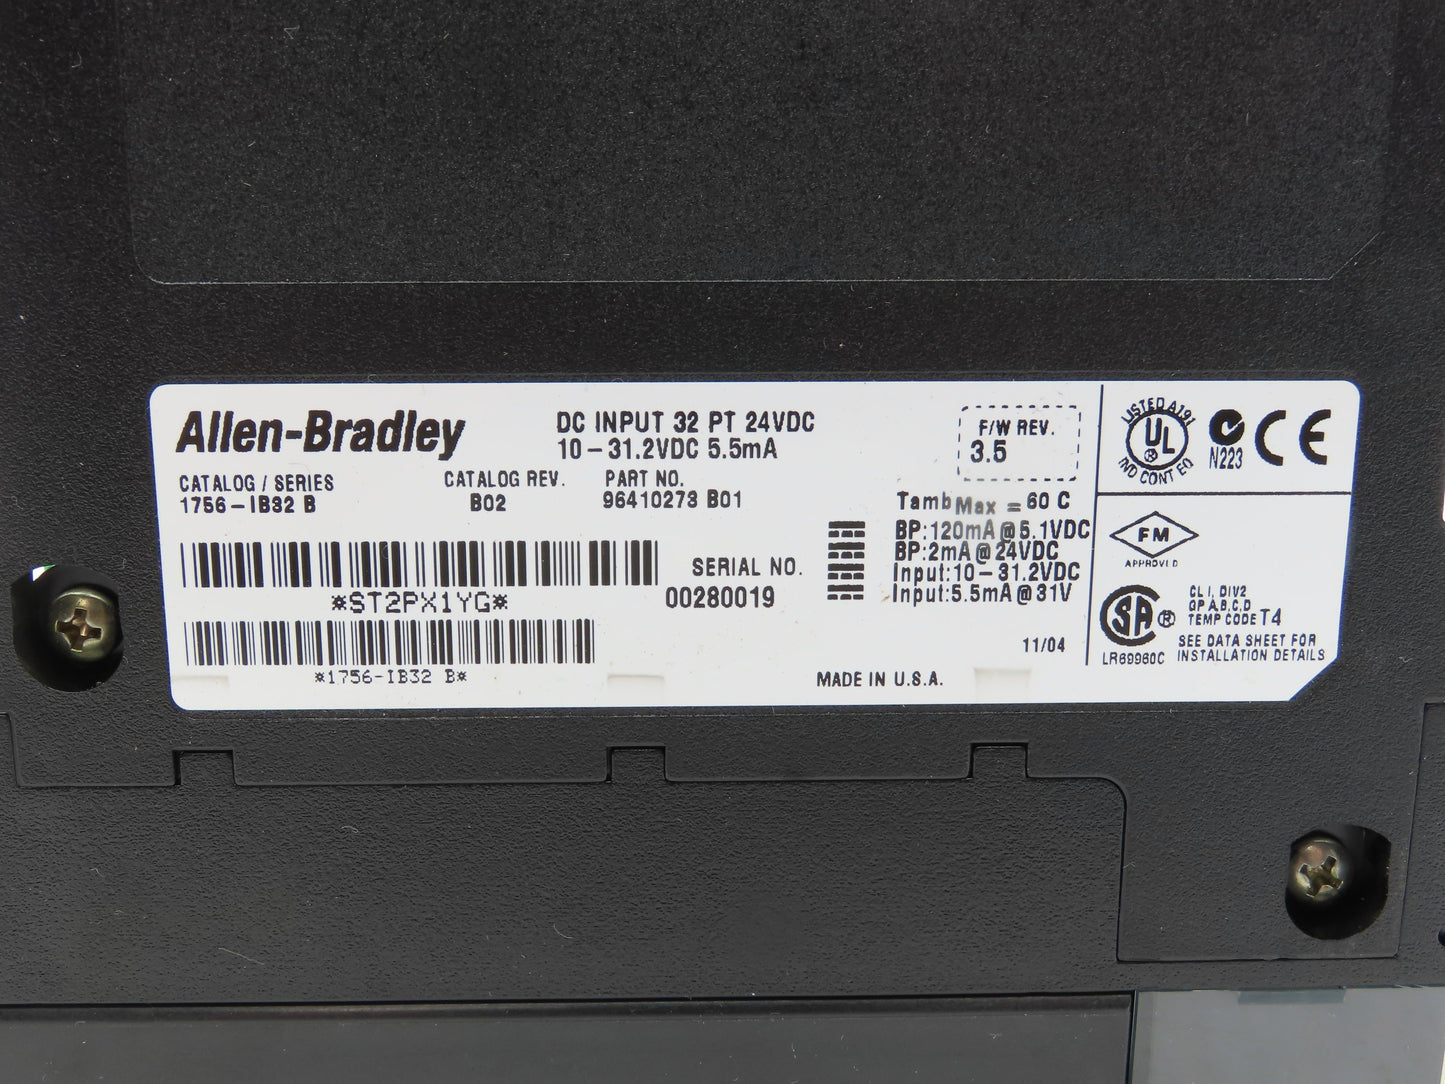 Allen-Bradley
DC INPUT 32 PT 24VDC
10-31.2VDC 5.5mA
F/W REV.
3.5
CATALOG / SERIES
1756-IB32 B
CATALOG REV.
B02
PART NO.
96410273 B01
*ST2PX1YG*
SERIAL NO.
00280019
*1756-IB32 B*
Tamb Max = 60 C
BP:120mA@5.1VDC
BP:2mA@24VDC
Input:10-31.2VDC
Input:5.5mA@31V
11/04
MADE IN U.S.A.
LISTED A191
UL
®
IND CONT EQ
N223
CE
FM
APPROVED
SA ®
LR69960C
CL I, DIV2
GP A,B,C,D
TEMP CODE T4
SEE DATA SHEET FOR
INSTALLATION DETAILS